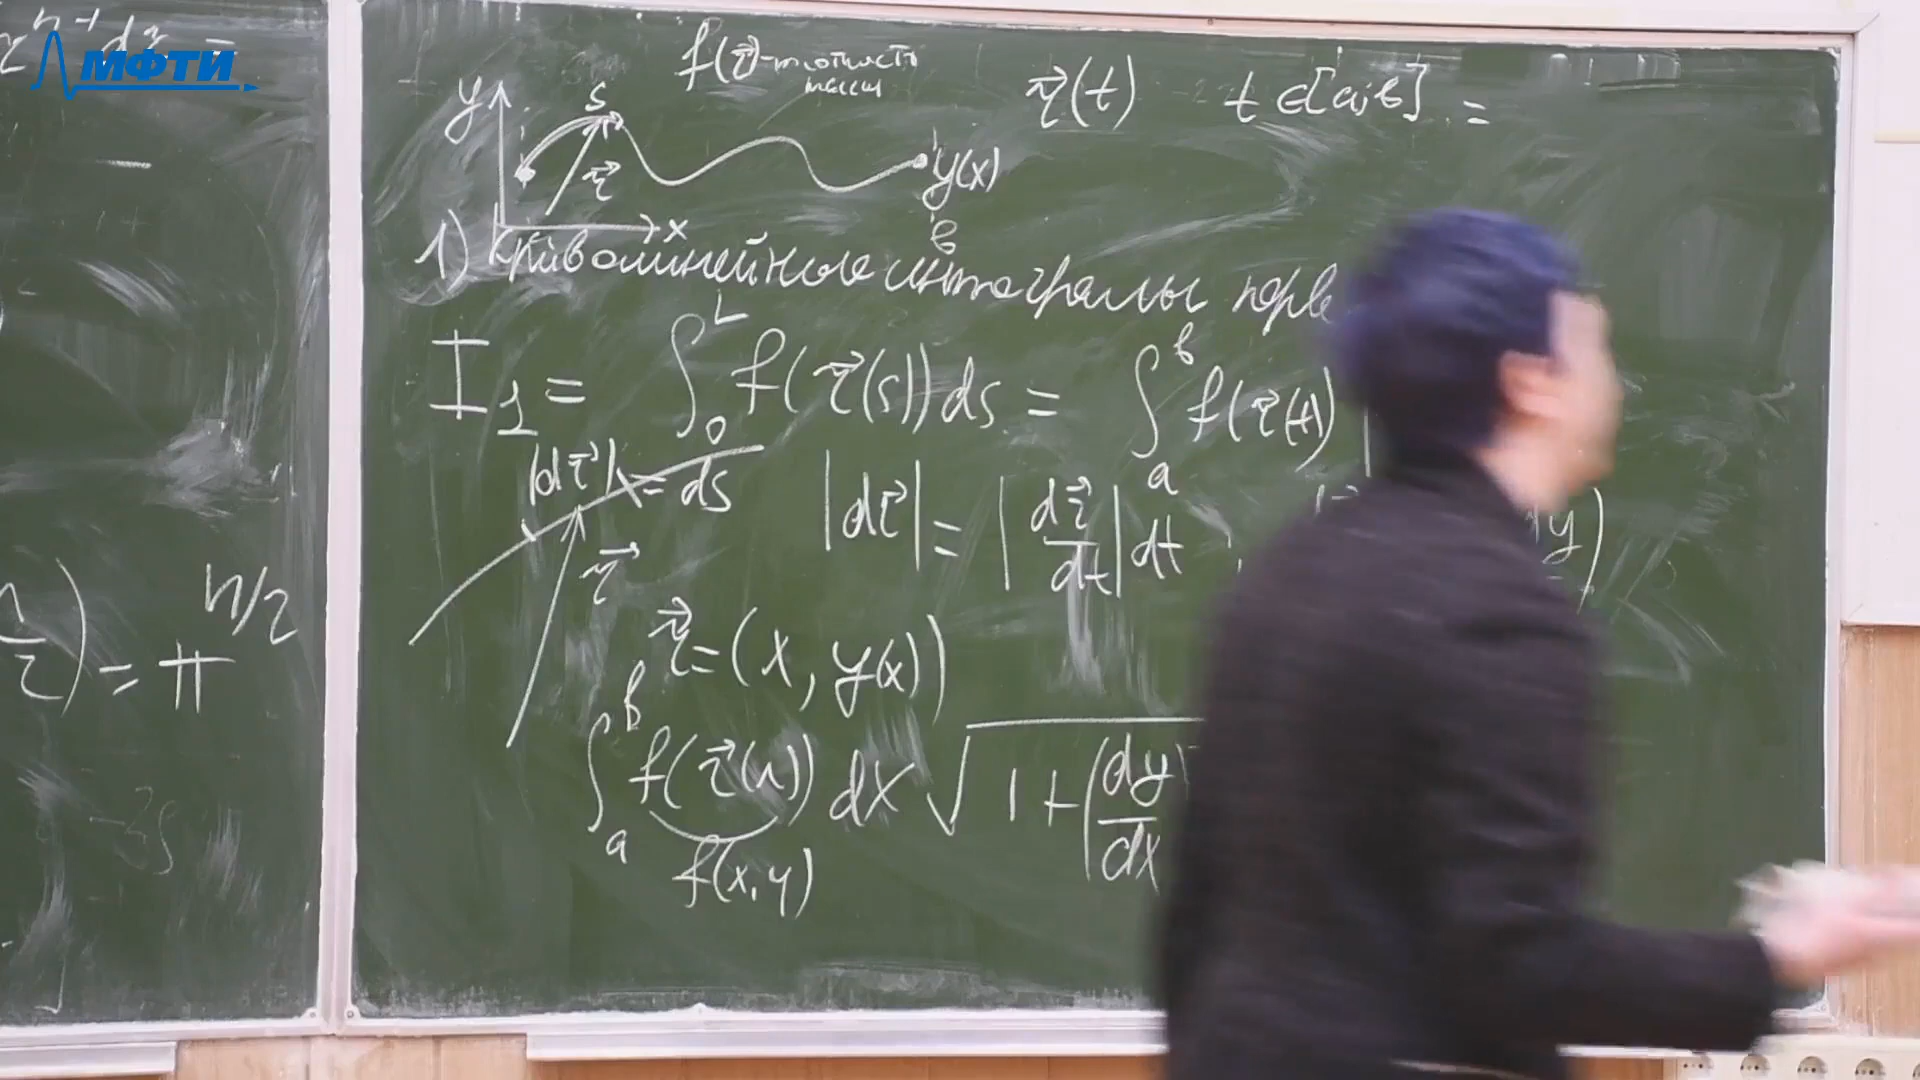 МФТИ
n/2
) = π
f(r⃗) - плотность
массы
r⃗(t) t ∈ [a; b] =
y
s
r⃗
y(x)
x
b
1) Криволинейные интегралы перв
I₁ = ∫₀ᴸ f(r⃗(s)) ds = ∫ₐᵇ f(r⃗(t)) |
|dr⃗| = ds
|dr⃗| = |dr⃗/dt| dt ;
dy)
r⃗
r⃗ = (x, y(x))
∫ₐᵇ f(r⃗(x)) dx √ 1 + (dy/dx
f(x, y)